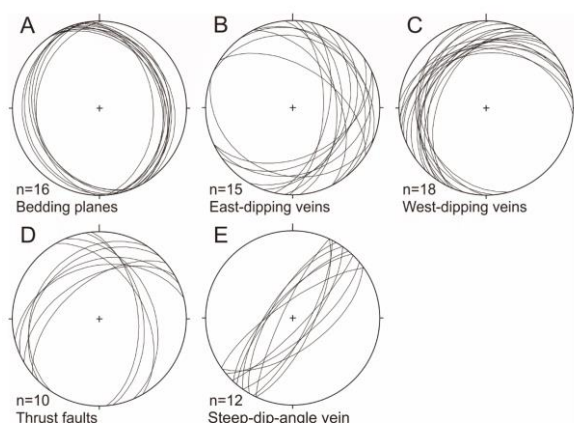 A
n=16
Bedding planes
B
n=15
East-dipping veins
C
n=18
West-dipping veins
D
n=10
Thrust faults
E
n=12
Steep-dip-angle vein